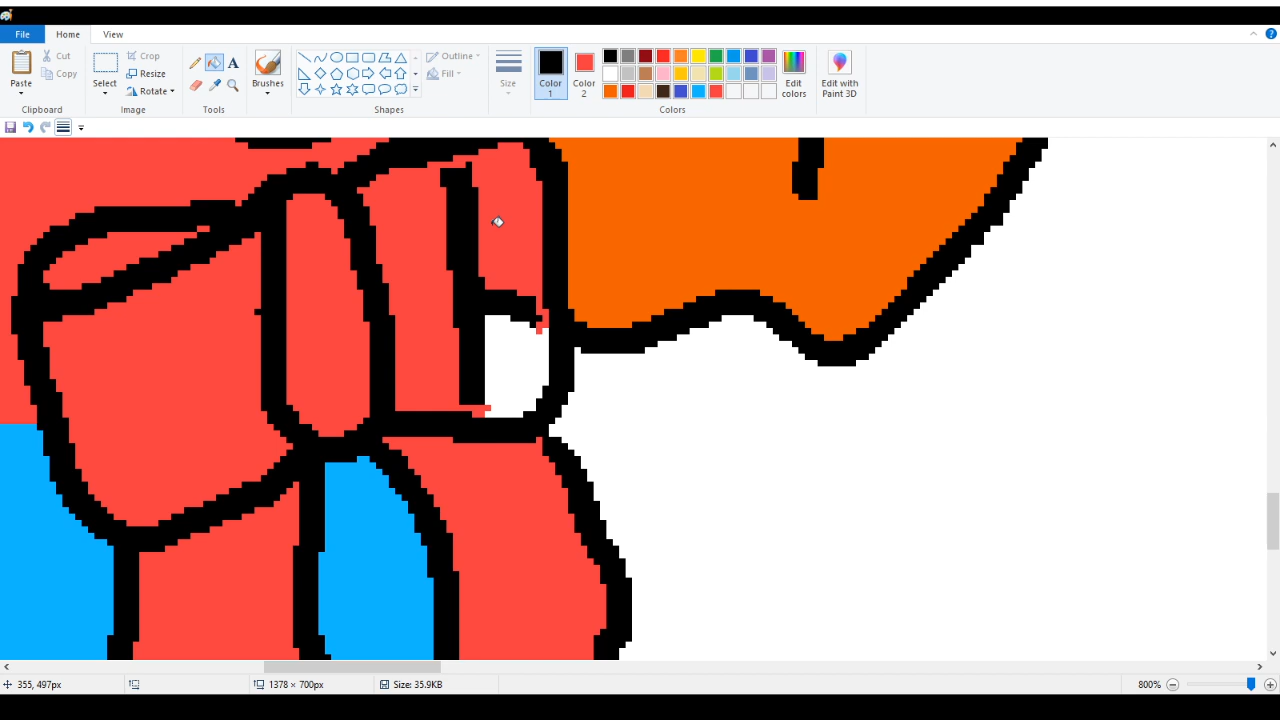 File Home View
Paste
Cut
Copy
Clipboard
Select
Crop
Resize
Rotate
Image
A
Tools
Brushes
Outline
Fill
Shapes
Size
Color 1
Color 2
Edit colors
Colors
Edit with Paint 3D
?
355, 497px
1378 × 700px
Size: 35.9KB
800%